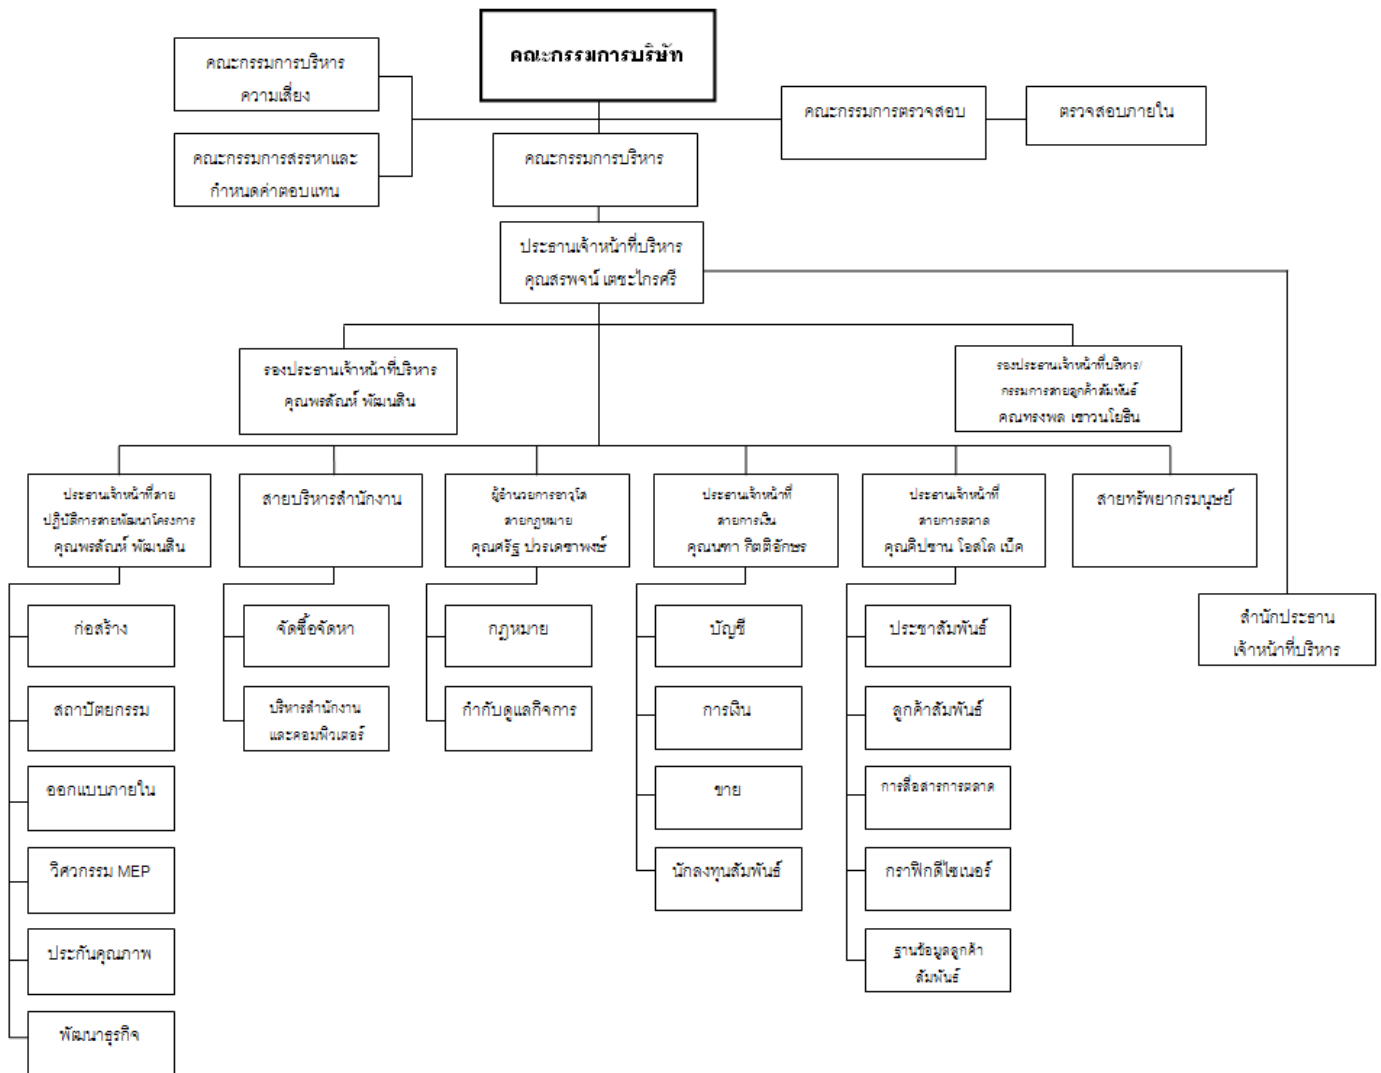 คณะกรรมการบริษัท
คณะกรรมการบริหาร
ความเสี่ยง
คณะกรรมการตรวจสอบ
ตรวจสอบภายใน
คณะกรรมการสรรหาและ
กำหนดค่าตอบแทน
คณะกรรมการบริหาร
ประธานเจ้าหน้าที่บริหาร
คุณสรพจน์ เตชะไกรศรี
รองประธานเจ้าหน้าที่บริหาร
คุณพรสัณห์ พัฒนสิน
รองประธานเจ้าหน้าที่บริหาร/
กรรมการสายลูกค้าสัมพันธ์
คุณทรงพล เชาวนโยธิน
ประธานเจ้าหน้าที่สาย
ปฏิบัติการสายพัฒนาโครงการ
คุณพรสัณห์ พัฒนสิน
สายบริหารสำนักงาน
ผู้อำนวยการอาวุโส
สายกฎหมาย
คุณศรัฐ ปวรเดชาพงษ์
ประธานเจ้าหน้าที่
สายการเงิน
คุณนฑา กิตติอักษร
ประธานเจ้าหน้าที่
สายการตลาด
คุณคิปซาน โอสโล เบ็ค
สายทรัพยากรมนุษย์
ก่อสร้าง
สถาปัตยกรรม
ออกแบบภายใน
วิศวกรรม MEP
ประกันคุณภาพ
พัฒนาธุรกิจ
จัดซื้อจัดหา
บริหารสำนักงาน
และคอมพิวเตอร์
กฎหมาย
กำกับดูแลกิจการ
บัญชี
การเงิน
ขาย
นักลงทุนสัมพันธ์
ประชาสัมพันธ์
ลูกค้าสัมพันธ์
การสื่อสารการตลาด
กราฟิกดีไซเนอร์
ฐานข้อมูลลูกค้า
สัมพันธ์
สำนักประธาน
เจ้าหน้าที่บริหาร